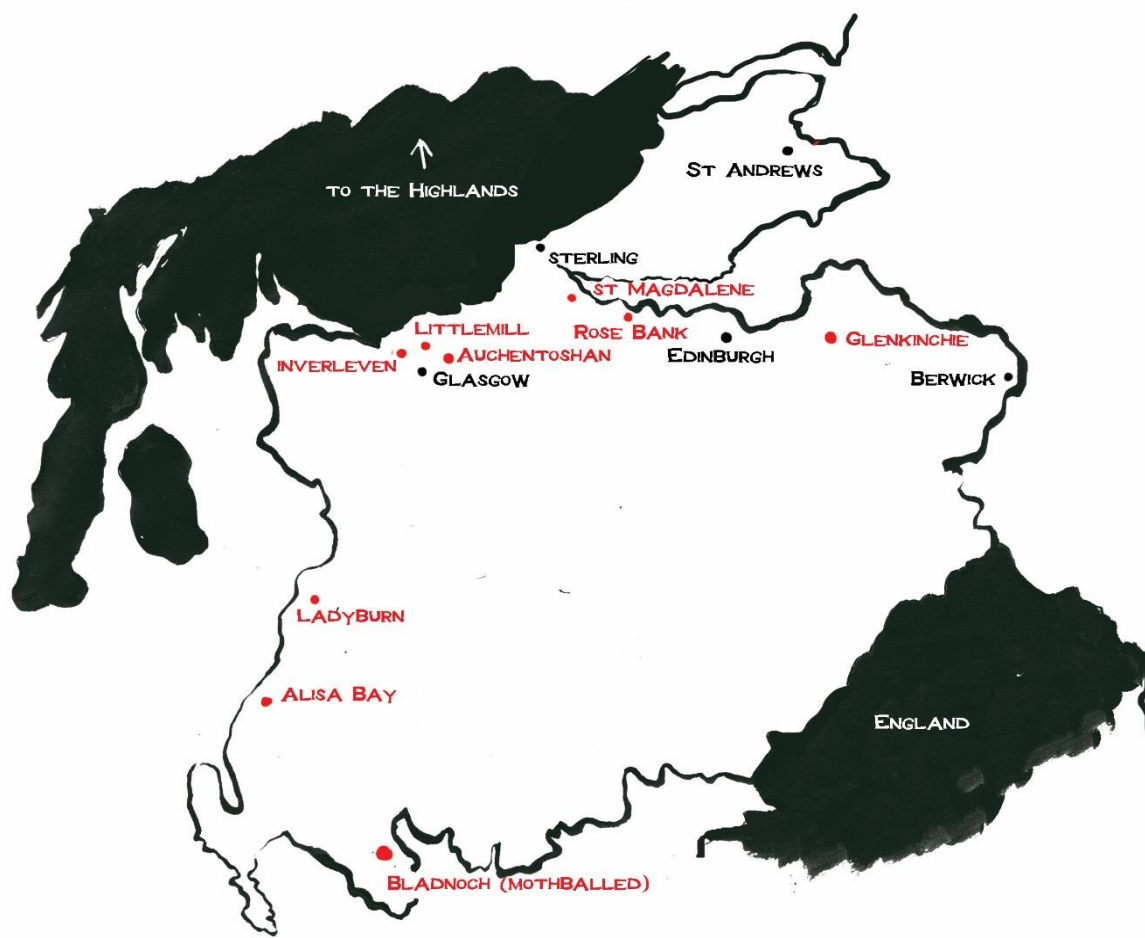 TO THE HIGHLANDS
ST ANDREWS
STERLING
ST MAGDALENE
LITTLEMILL
ROSE BANK
GLENKINCHIE
INVERLEVEN
AUCHENTOSHAN
EDINBURGH
GLASGOW
BERWICK
LADYBURN
ALISA BAY
ENGLAND
BLADNOCH (MOTHBALLED)